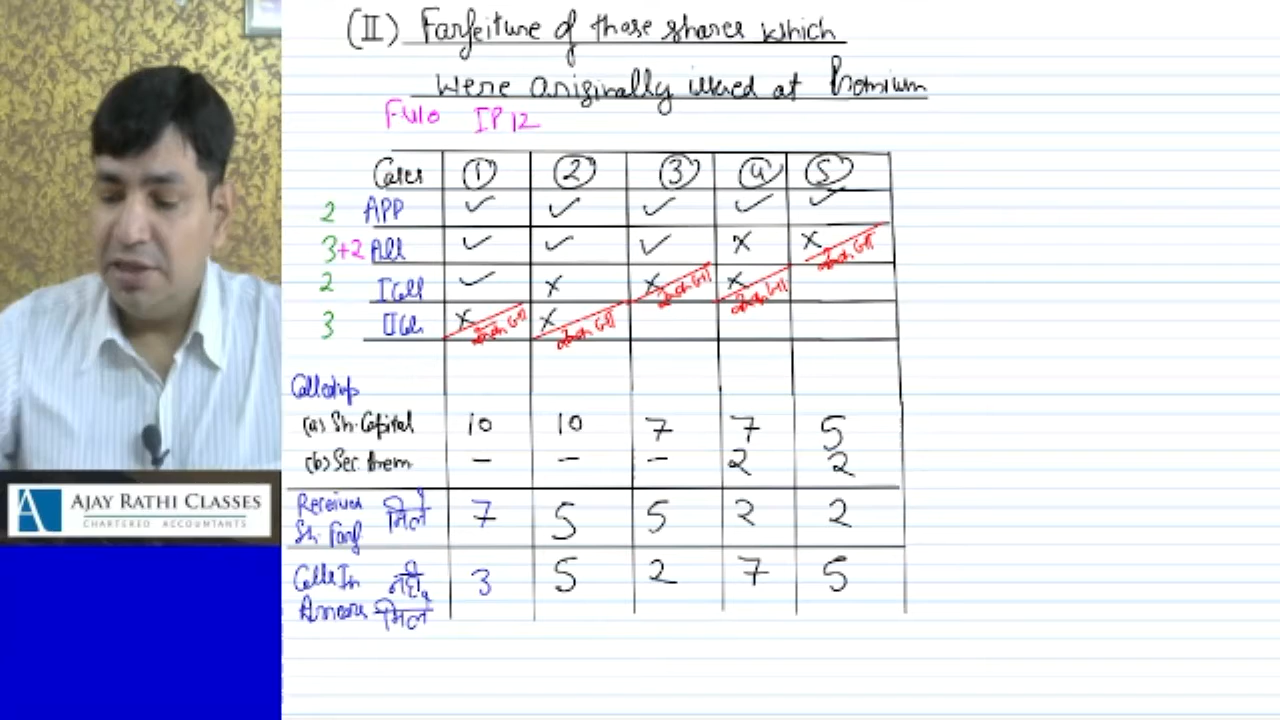 (II) Forfeiture of those shares which
were originally issued at Premium
FV10 IP 12
Cases ① ② ③ ④ ⑤
2 APP ✓ ✓ ✓ ✓ ✓
3+2 All ✓ ✓ ✓ x x
2 I Call ✓ x x x
3 II Call x x
Called up
(a) Sh. Capital 10 10 7 7 5
(b) Sec. Prem - - - 2 2
Received मिले 7 5 5 2 2
Sh. Forf
Calls In नहीं 3 5 2 7 5
Arrears मिले
AJAY RATHI CLASSES
CHARTERED ACCOUNTANTS